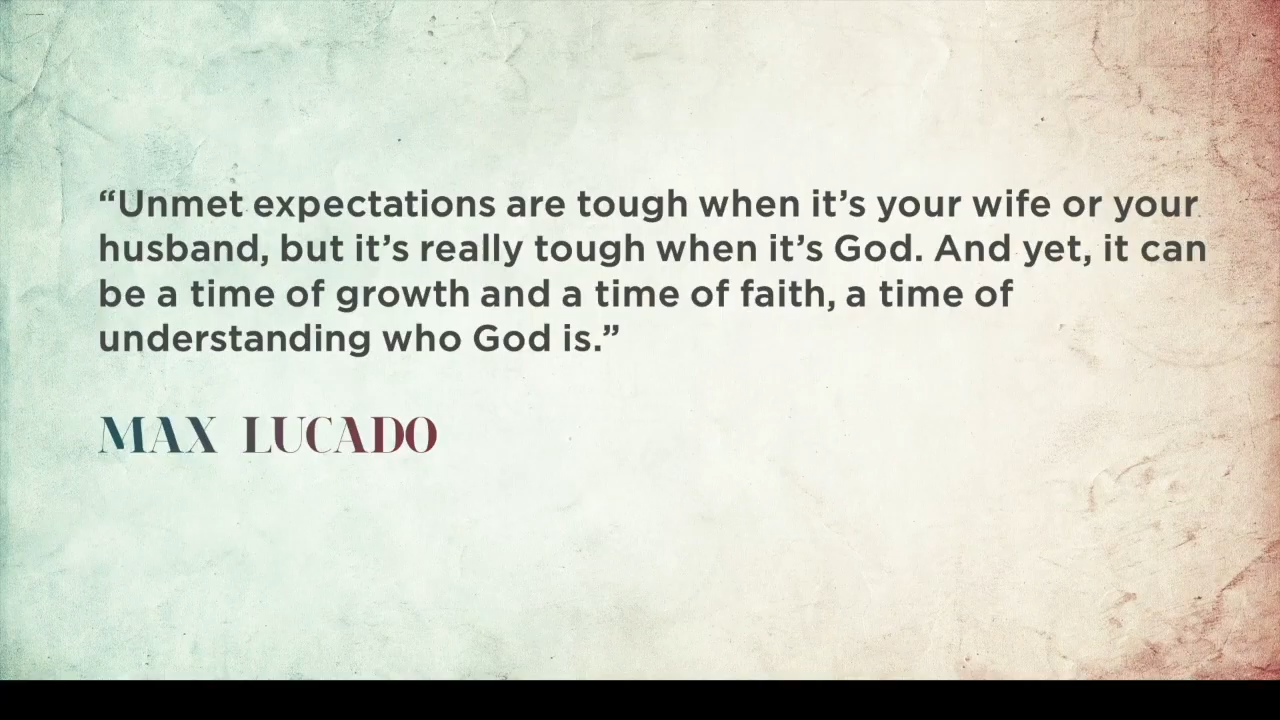 “Unmet expectations are tough when it’s your wife or your
husband, but it’s really tough when it’s God. And yet, it can
be a time of growth and a time of faith, a time of
understanding who God is.”
MAX LUCADO